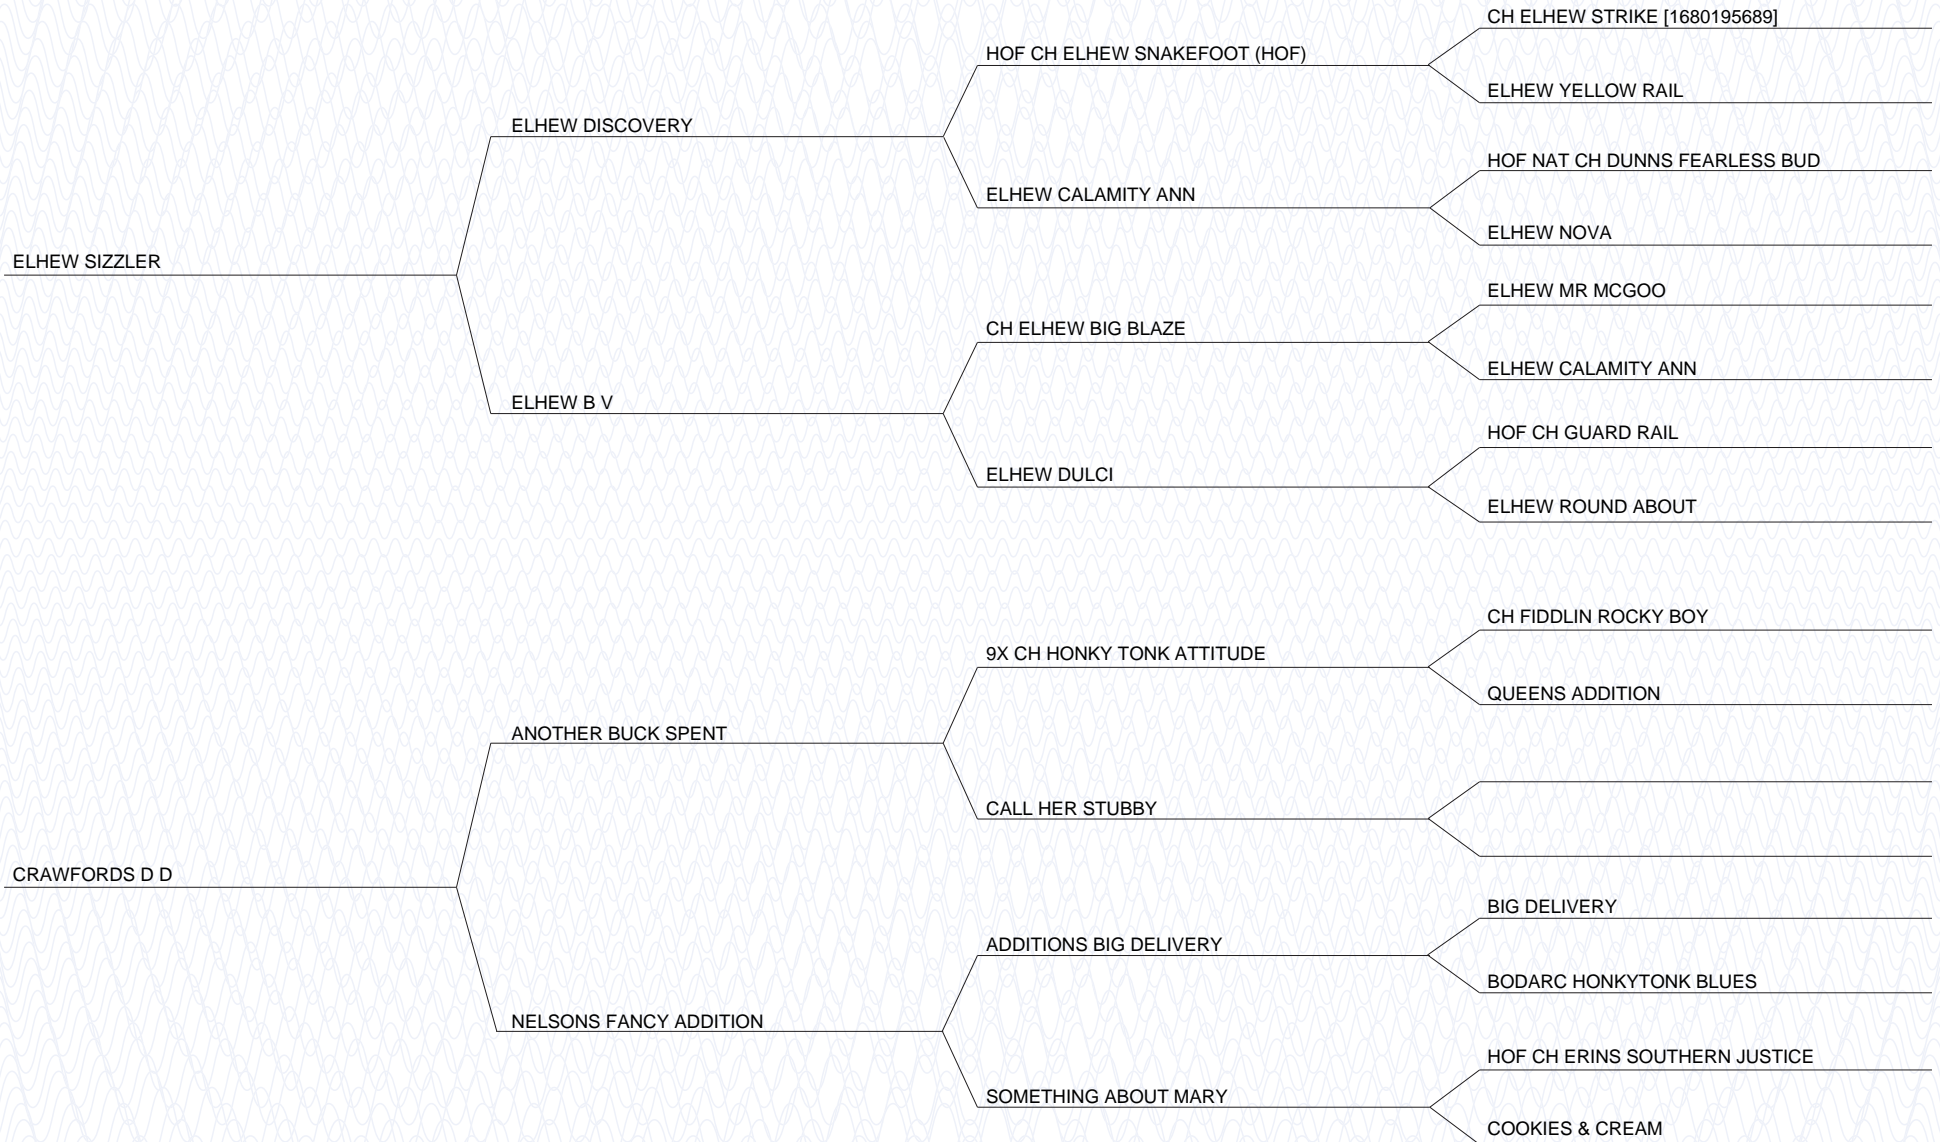 CH ELHEW STRIKE [1680195689]
HOF CH ELHEW SNAKEFOOT (HOF)
ELHEW YELLOW RAIL
ELHEW DISCOVERY
HOF NAT CH DUNNS FEARLESS BUD
ELHEW CALAMITY ANN
ELHEW NOVA
ELHEW SIZZLER
ELHEW MR MCGOO
CH ELHEW BIG BLAZE
ELHEW CALAMITY ANN
ELHEW B V
HOF CH GUARD RAIL
ELHEW DULCI
ELHEW ROUND ABOUT
CH FIDDLIN ROCKY BOY
9X CH HONKY TONK ATTITUDE
QUEENS ADDITION
ANOTHER BUCK SPENT
CALL HER STUBBY
CRAWFORDS D D
BIG DELIVERY
ADDITIONS BIG DELIVERY
BODARC HONKYTONK BLUES
NELSONS FANCY ADDITION
HOF CH ERINS SOUTHERN JUSTICE
SOMETHING ABOUT MARY
COOKIES & CREAM